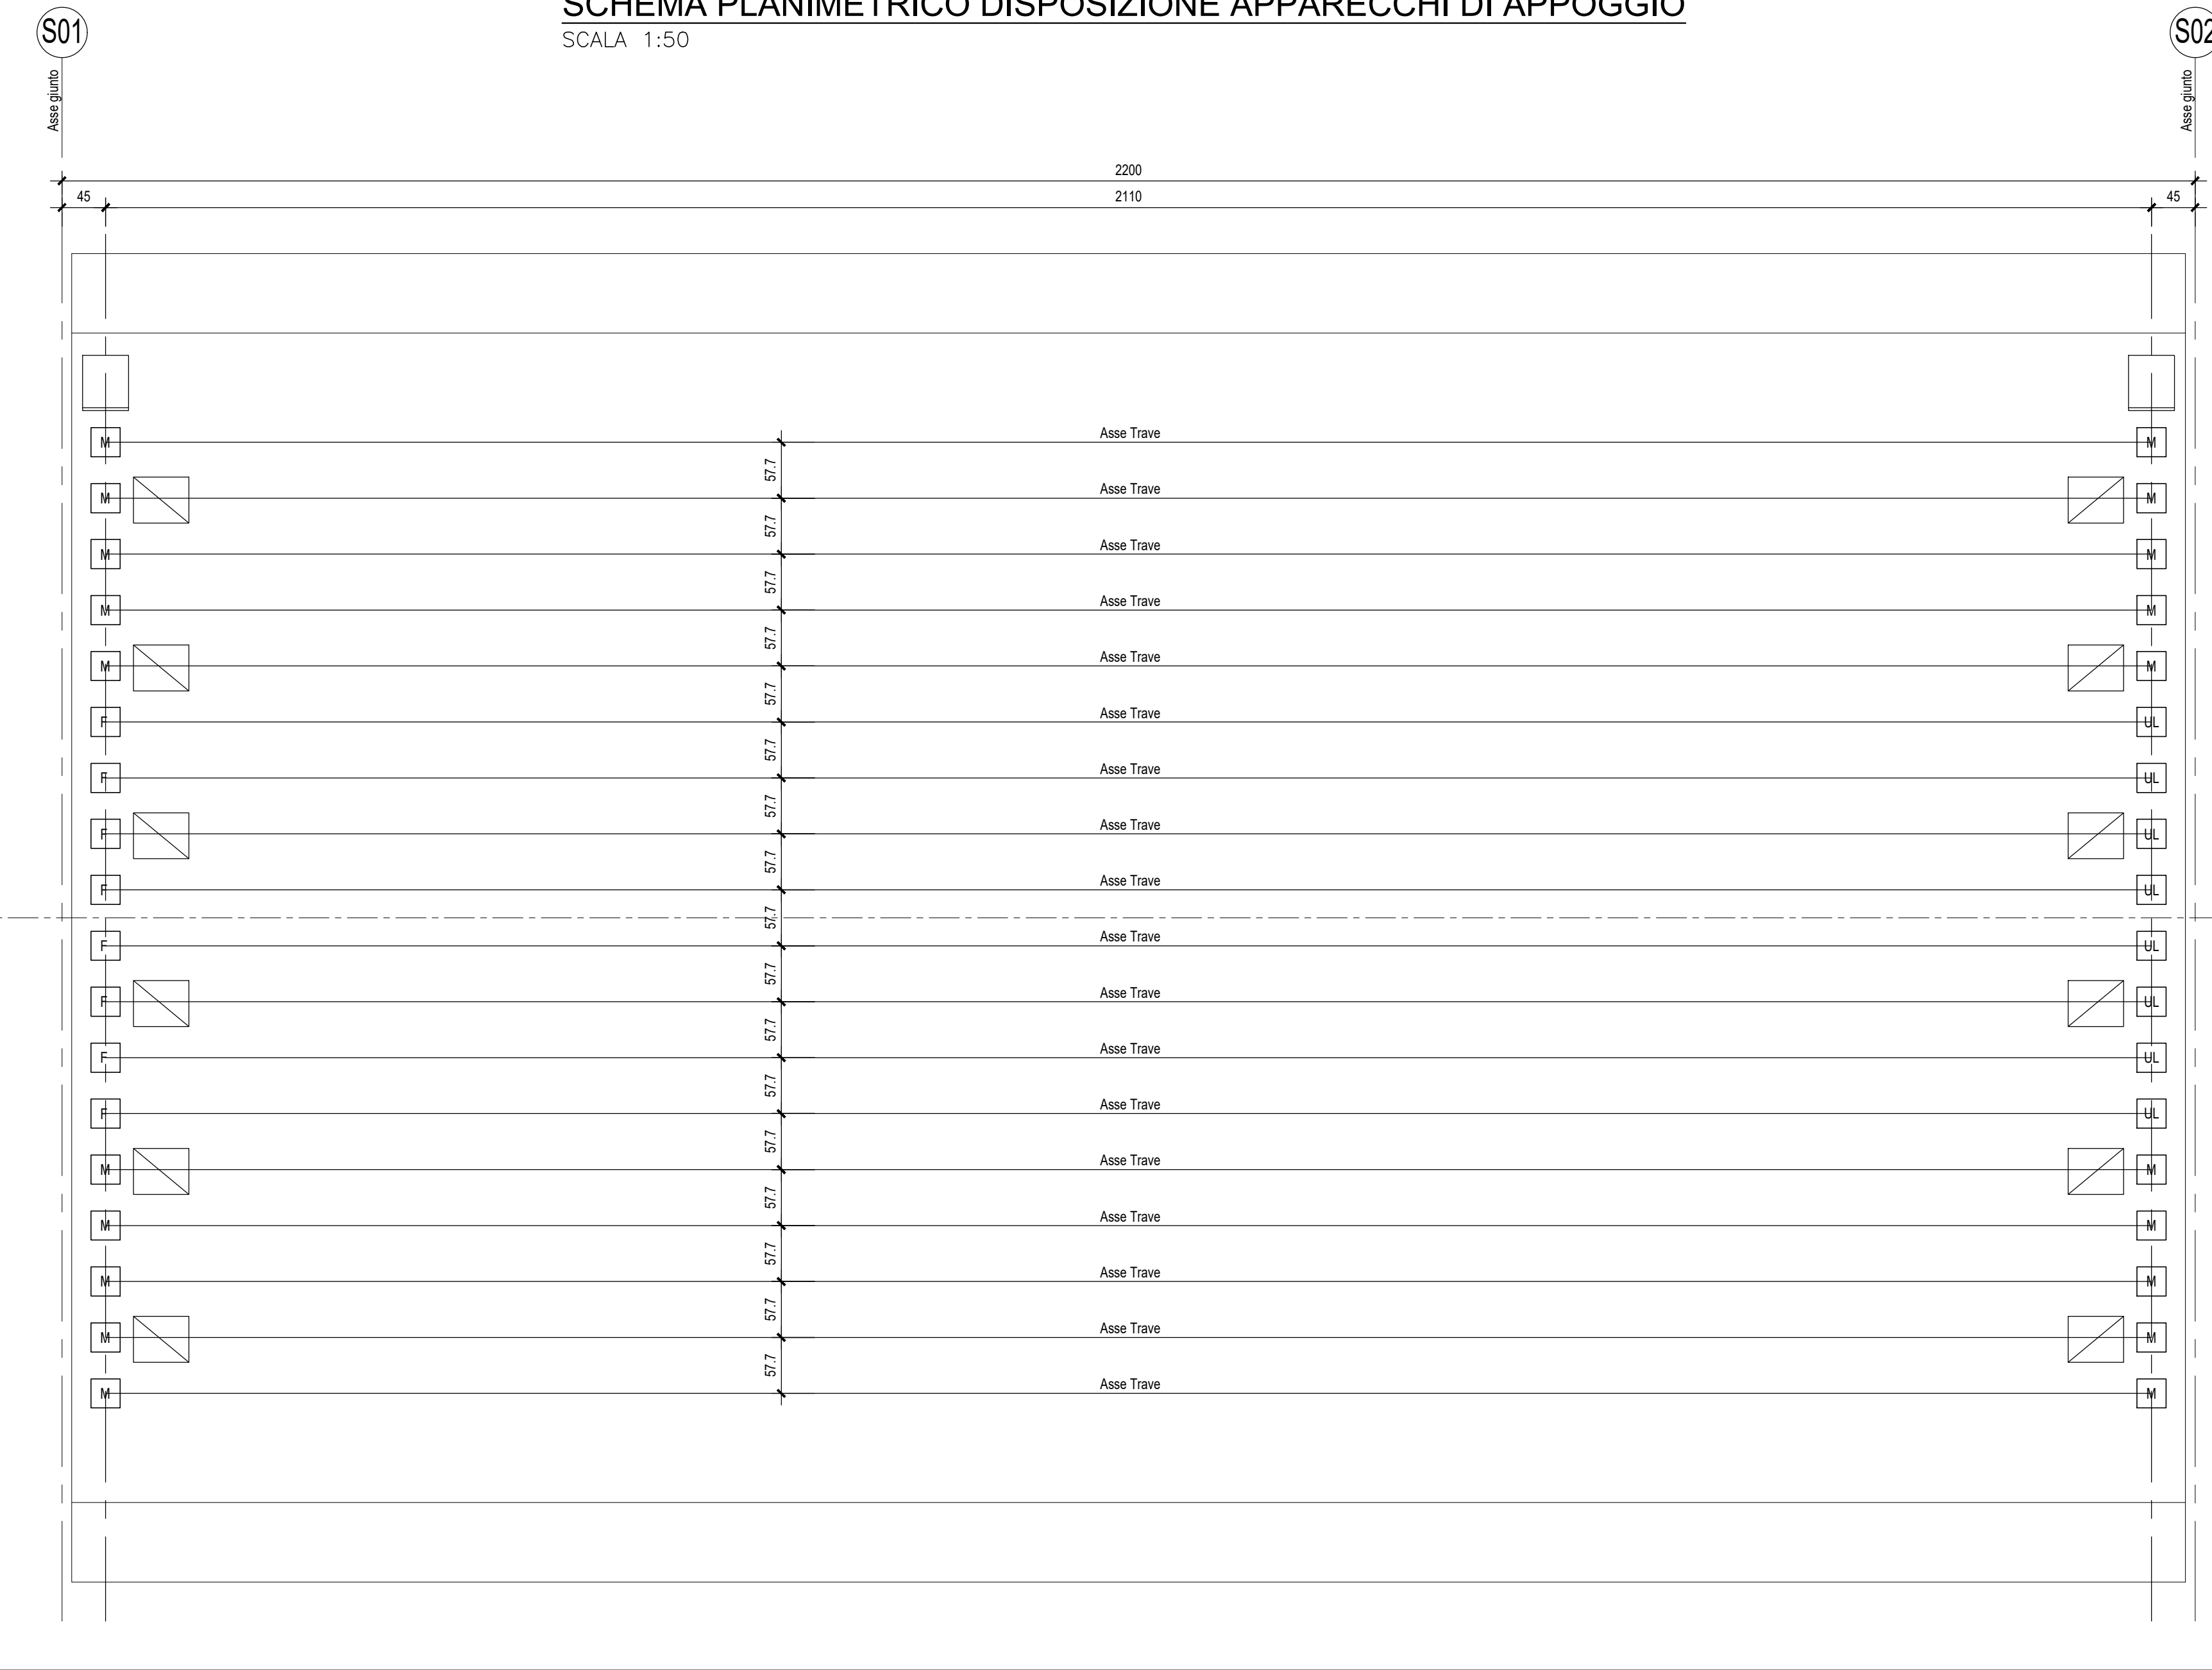 SCHEMA PLANIMETRICO DISPOSIZIONE APPARECCHI DI APPOGGIO
SCALA 1:50
S01
S02
Asse giunto
Asse giunto
2200
45
2110
45
M Asse Trave M
57.7
M Asse Trave M
57.7
M Asse Trave M
57.7
M Asse Trave M
57.7
M Asse Trave M
57.7
F Asse Trave UL
57.7
F Asse Trave UL
57.7
F Asse Trave UL
57.7
F Asse Trave UL
57.7
F Asse Trave UL
57.7
F Asse Trave UL
57.7
F Asse Trave UL
57.7
F Asse Trave UL
57.7
M Asse Trave M
57.7
M Asse Trave M
57.7
M Asse Trave M
57.7
M Asse Trave M
57.7
M Asse Trave M